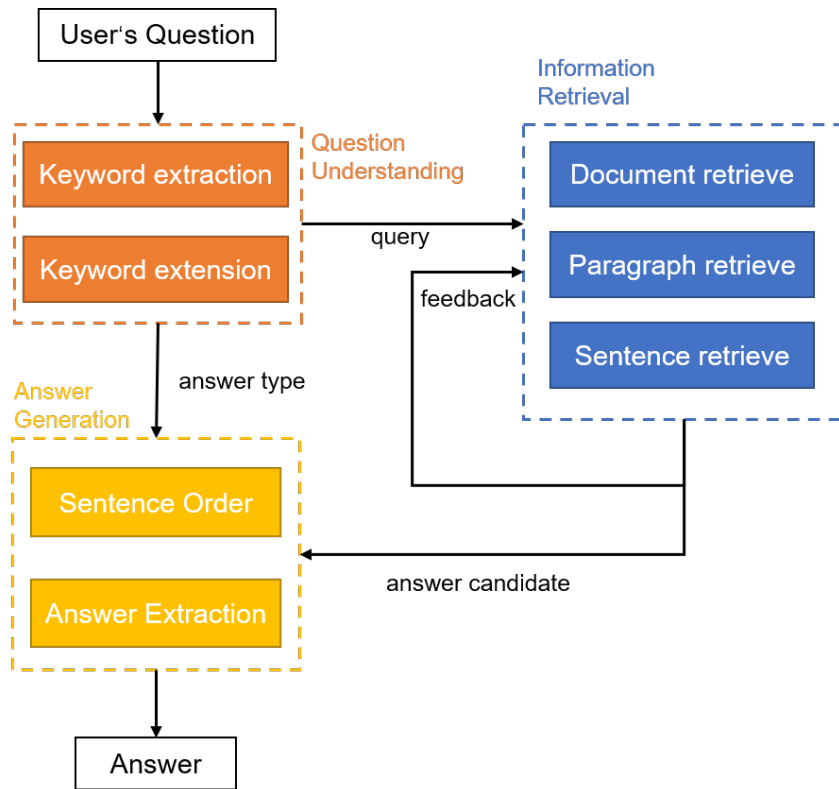 User‘s Question
Information
Retrieval
Question
Understanding
Keyword extraction
Keyword extension
Document retrieve
Paragraph retrieve
Sentence retrieve
query
feedback
answer type
Answer
Generation
Sentence Order
Answer Extraction
answer candidate
Answer